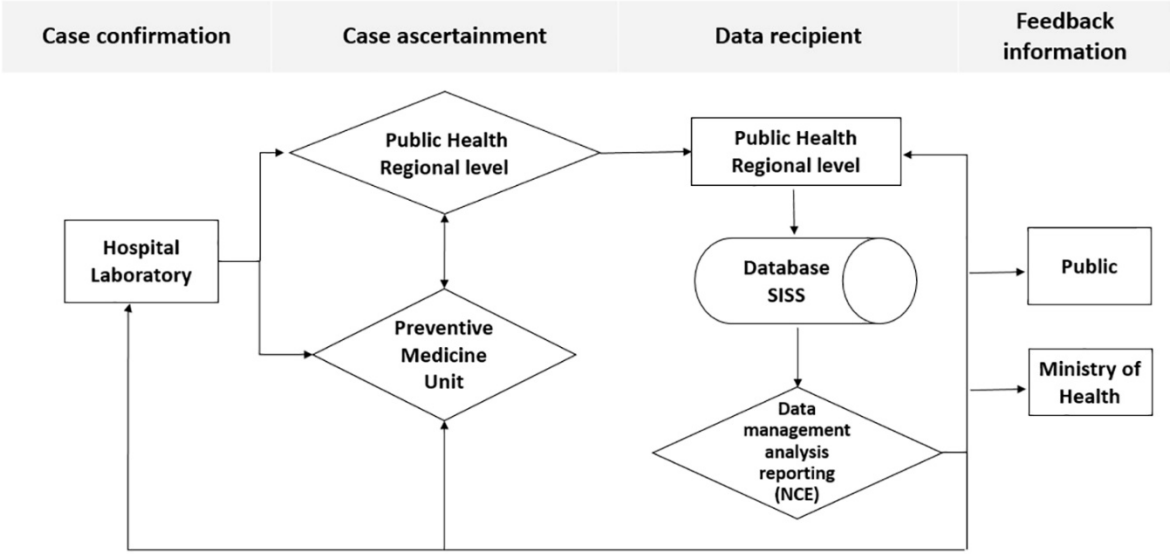 Case confirmation
Case ascertainment
Data recipient
Feedback
information
Public Health
Regional level
Public Health
Regional level
Hospital
Laboratory
Database
SISS
Public
Preventive
Medicine
Unit
Ministry of
Health
Data
management
analysis
reporting
(NCE)